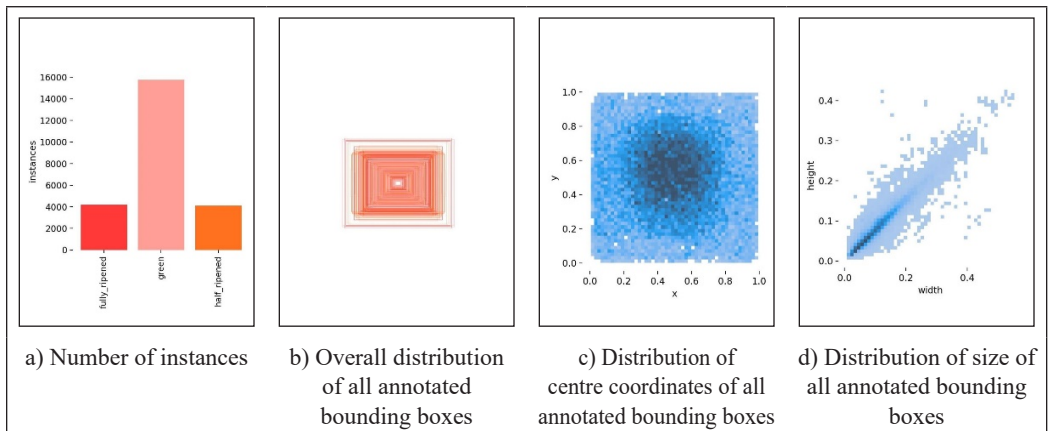 16000
14000
12000
10000
8000
6000
4000
2000
0
instances
fully_ripened
green
half_ripened
a) Number of instances
b) Overall distribution
of all annotated
bounding boxes
1.0
0.8
0.6
0.4
0.2
0.0
y
0.0 0.2 0.4 0.6 0.8 1.0
x
c) Distribution of
centre coordinates of all
annotated bounding boxes
0.4
0.3
0.2
0.1
0.0
height
0.0 0.2 0.4
width
d) Distribution of size of
all annotated bounding
boxes